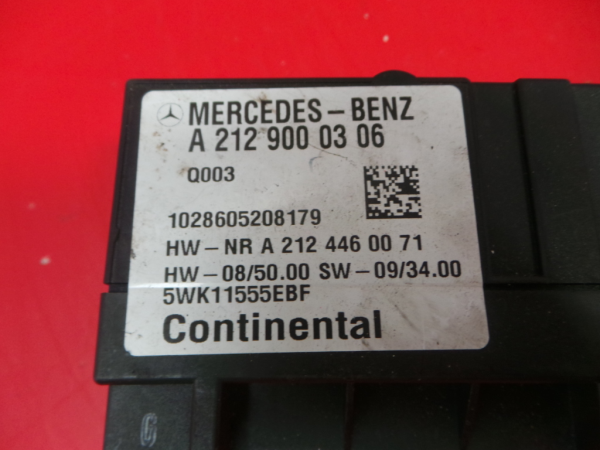 MERCEDES-BENZ
A 212 900 03 06
Q003
1028605208179
HW-NR A 212 446 00 71
HW-08/50.00 SW-09/34.00
5WK11555EBF
Continental